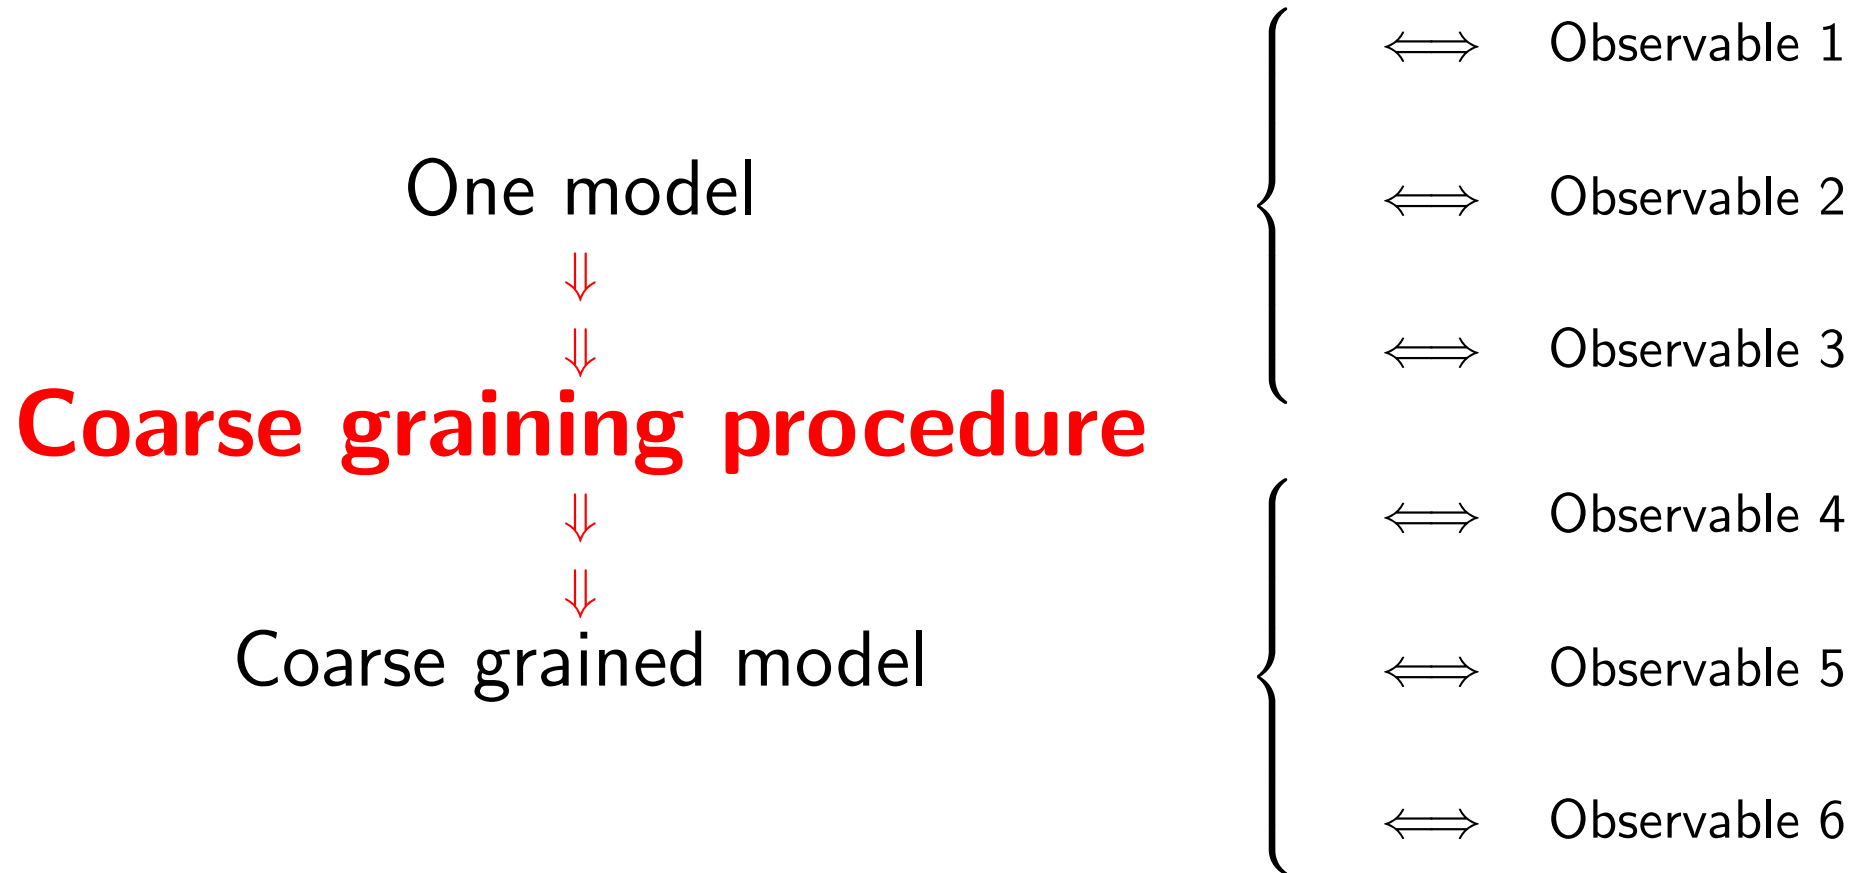 One model
⇓
⇓
Coarse graining procedure
⇓
⇓
Coarse grained model
⟺ Observable 1
⟺ Observable 2
⟺ Observable 3
⟺ Observable 4
⟺ Observable 5
⟺ Observable 6